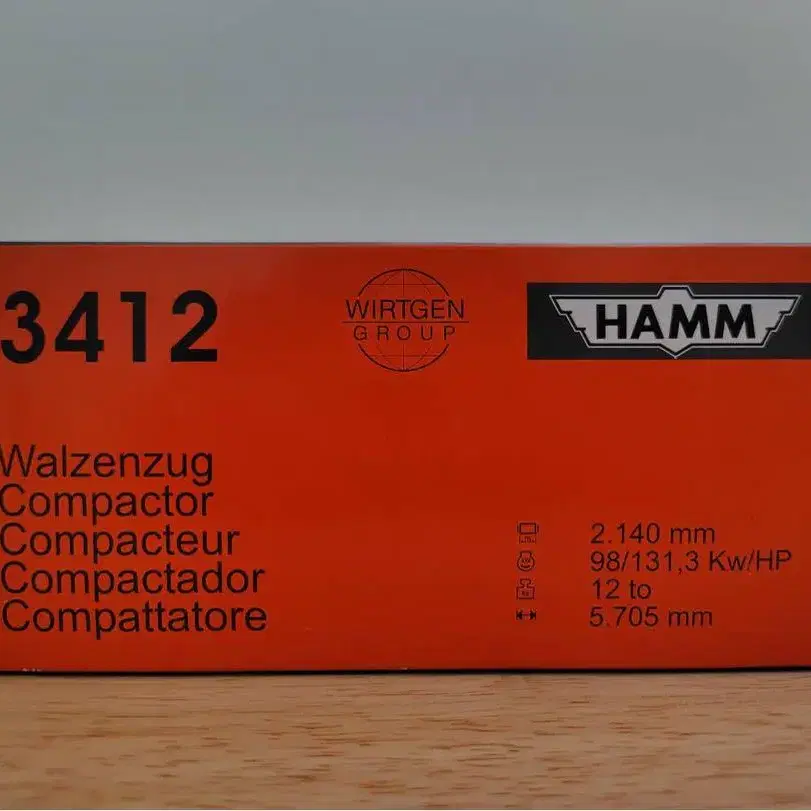 3412
WIRTGEN
GROUP
HAMM
Walzenzug
Compactor
Compacteur
Compactador
Compattatore
2.140 mm
98/131,3 Kw/HP
12 to
5.705 mm